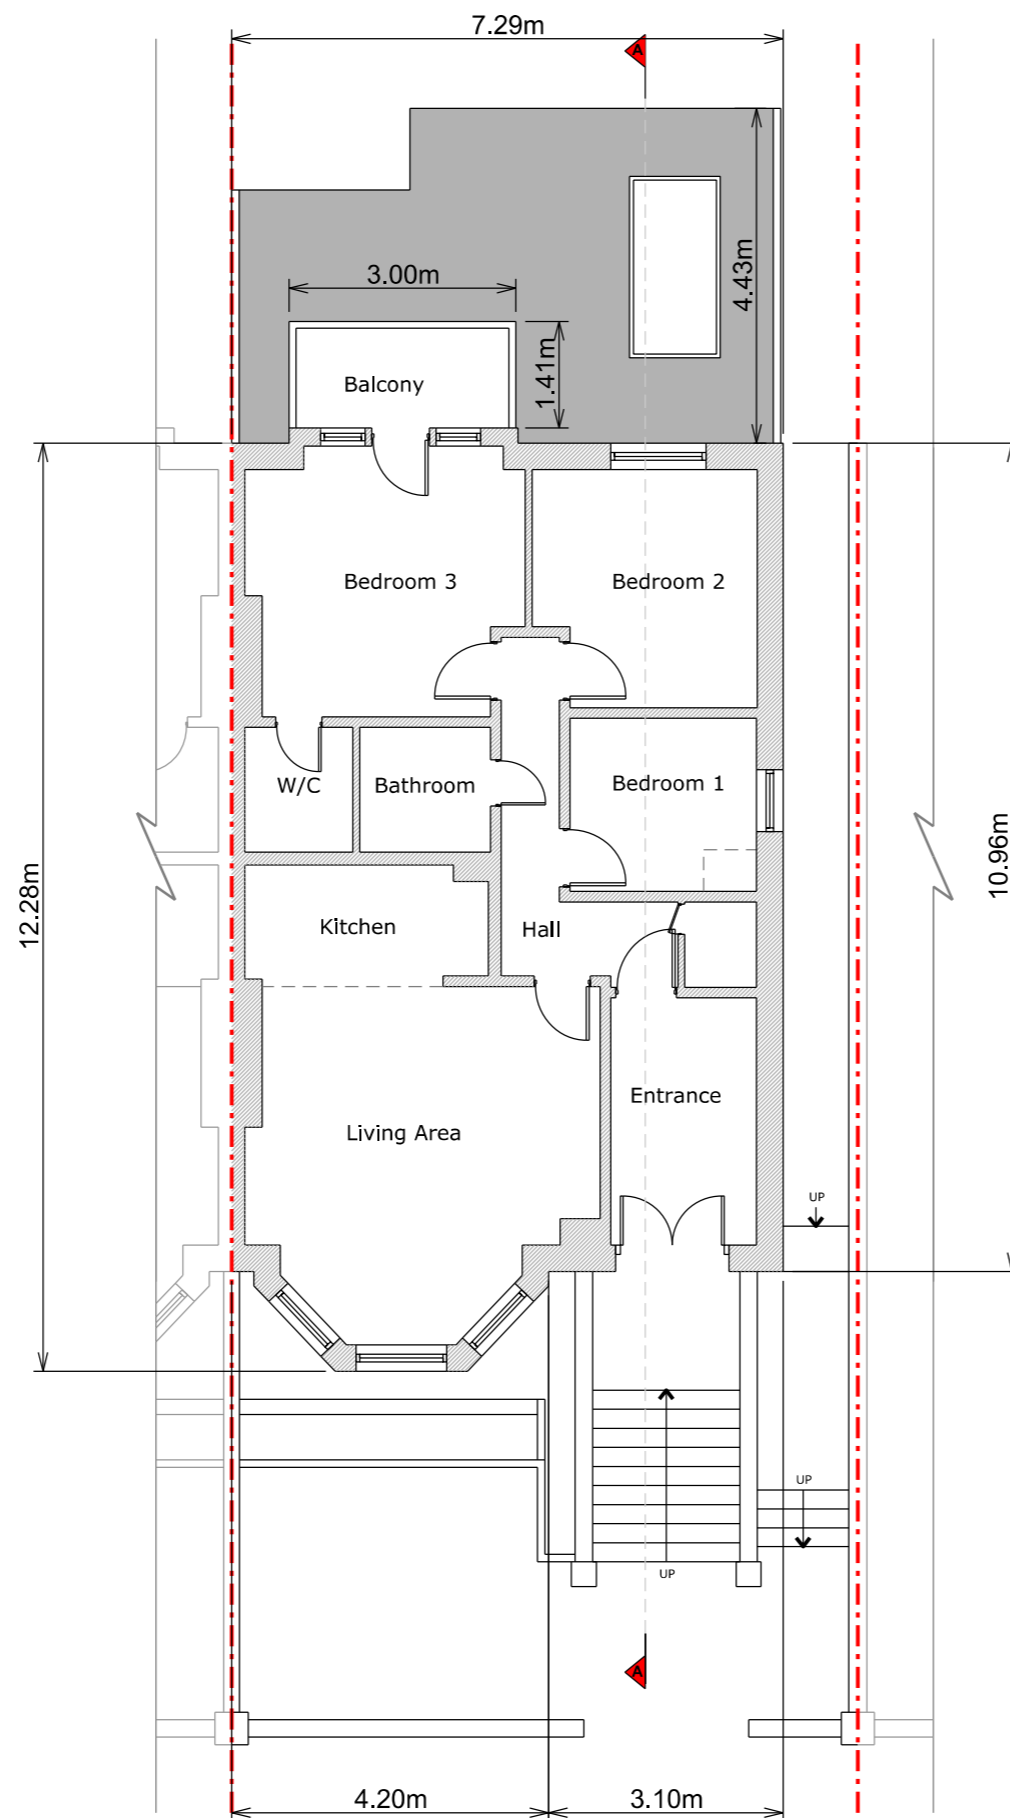 7.29m
A
3.00m
4.43m
1.41m
Balcony
Bedroom 3
Bedroom 2
W/C
Bathroom
Bedroom 1
12.28m
10.96m
Kitchen
Hall
Entrance
Living Area
UP
UP
UP
A
4.20m
3.10m